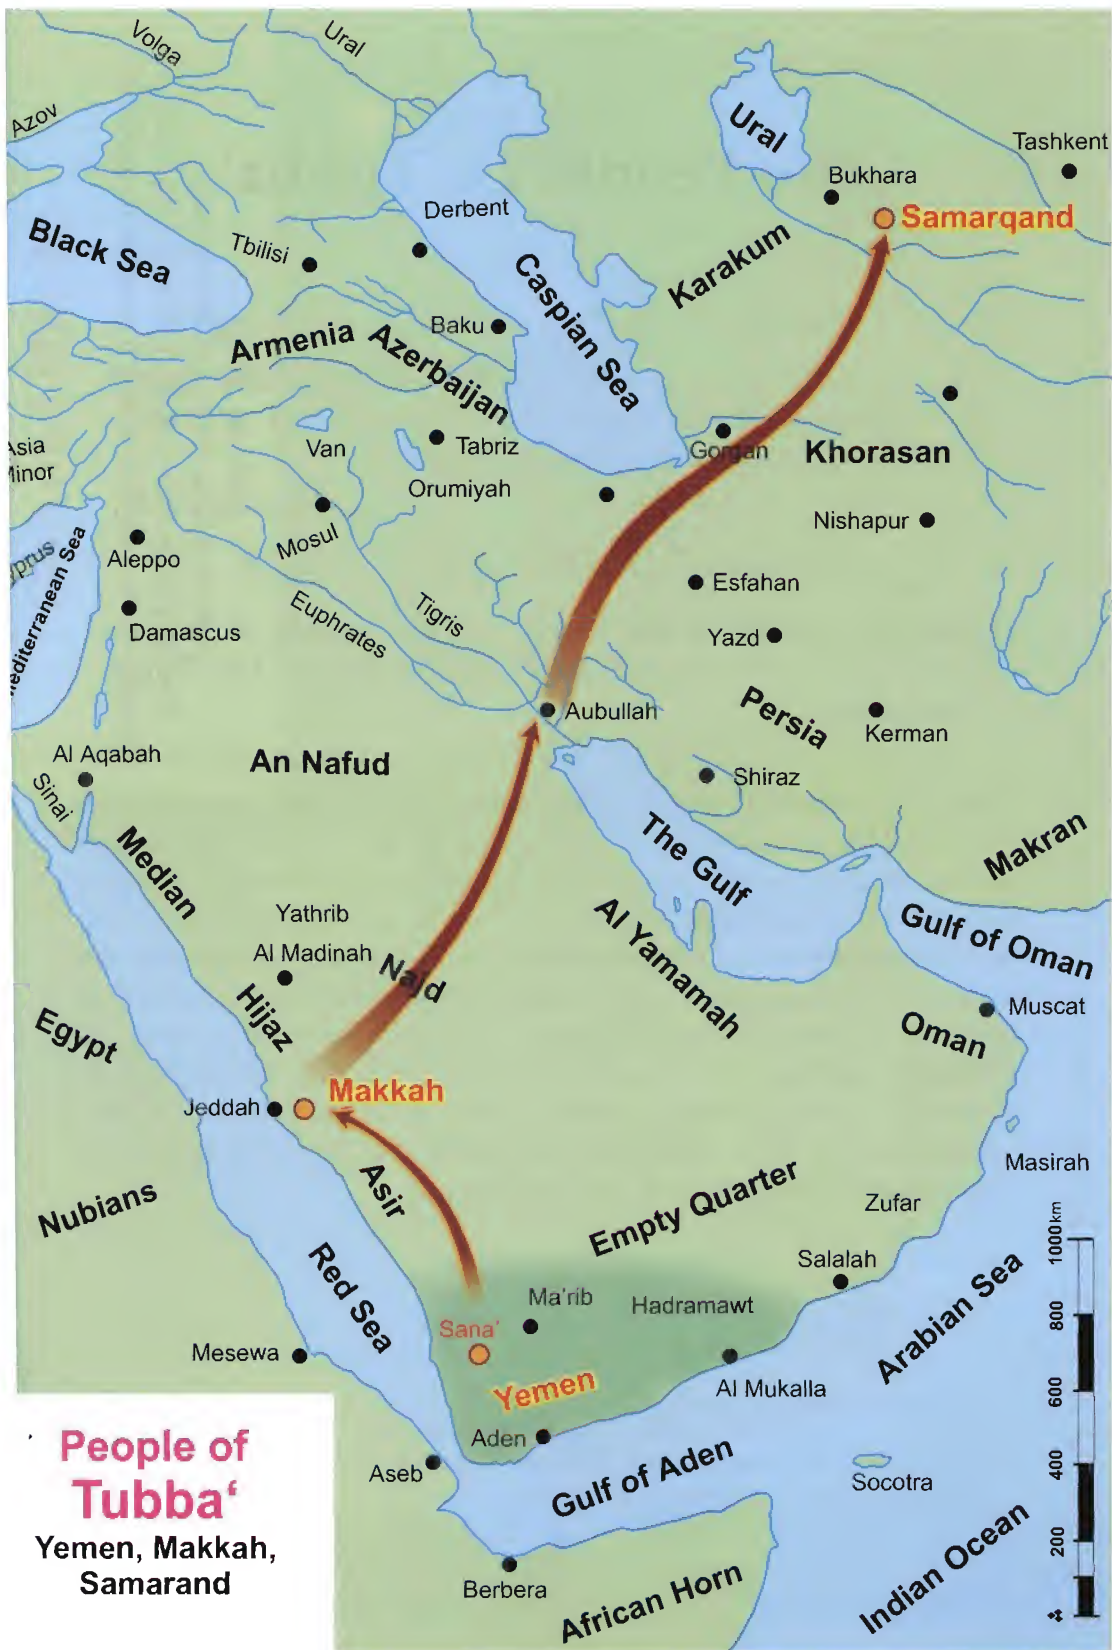 Volga
Ural
Azov
Ural
Tashkent
Bukhara
Samarqand
Derbent
Black Sea
Tbilisi
Karakum
Caspian Sea
Baku
Armenia
Azerbaijan
Asia
Minor
Van
Tabriz
Gorgan
Khorasan
Orumiyah
Nishapur
Mosul
Aleppo
Esfahan
Euphrates
Tigris
Damascus
Yazd
Aubullah
Persia
Kerman
Al Aqabah
An Nafud
Sinai
Shiraz
Median
The Gulf
Makran
Yathrib
Al Madinah
Najd
Al Yamamah
Gulf of Oman
Hijaz
Muscat
Egypt
Oman
Makkah
Jeddah
Masirah
Asir
Nubians
Empty Quarter
Zufar
1000 km
Salalah
Red Sea
Ma'rib
Hadramawt
Arabian Sea
800
Sana'
Mesewa
Yemen
Al Mukalla
600
Aden
People of
Tubba‘
Yemen, Makkah,
Samarand
Aseb
Gulf of Aden
400
Socotra
200
Indian Ocean
Berbera
African Horn